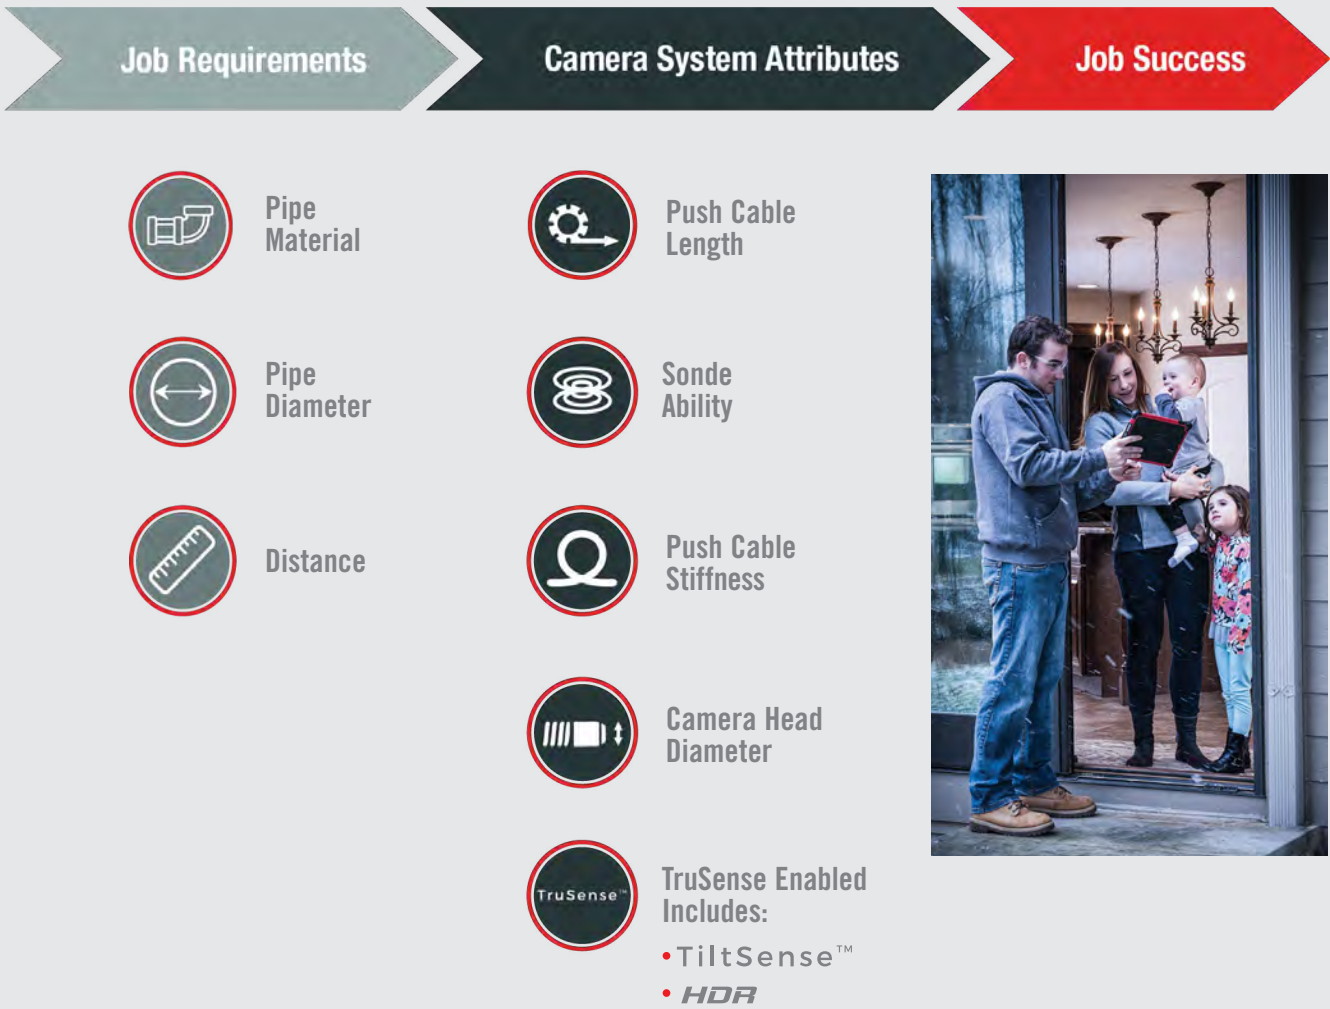 Job Requirements
Camera System Attributes
Job Success
Pipe
Material
Pipe
Diameter
Distance
Push Cable
Length
Sonde
Ability
Push Cable
Stiffness
Camera Head
Diameter
TruSense™
TruSense Enabled
Includes:
• TiltSense™
• HDR